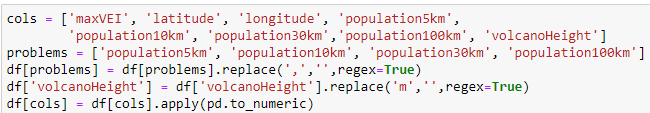 cols = ['maxVEI', 'latitude', 'longitude', 'population5km',
'population10km', 'population30km','population100km', 'volcanoHeight']
problems = ['population5km', 'population10km', 'population30km', 'population100km']
df[problems] = df[problems].replace(',','',regex=True)
df['volcanoHeight'] = df['volcanoHeight'].replace('m','',regex=True)
df[cols] = df[cols].apply(pd.to_numeric)